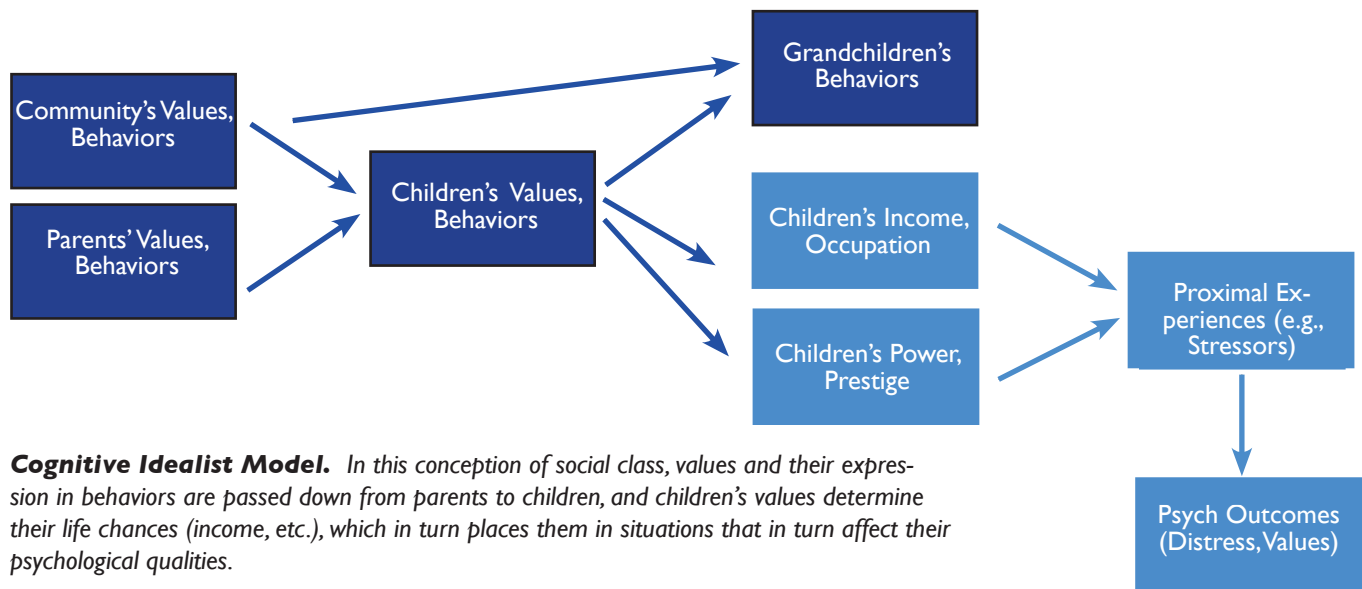 Community's Values,
Behaviors
Parents' Values,
Behaviors
Children's Values,
Behaviors
Grandchildren's
Behaviors
Children's Income,
Occupation
Children's Power,
Prestige
Proximal Ex-
periences (e.g.,
Stressors)
Psych Outcomes
(Distress, Values)
Cognitive Idealist Model. In this conception of social class, values and their expres-
sion in behaviors are passed down from parents to children, and children's values determine
their life chances (income, etc.), which in turn places them in situations that in turn affect their
psychological qualities.